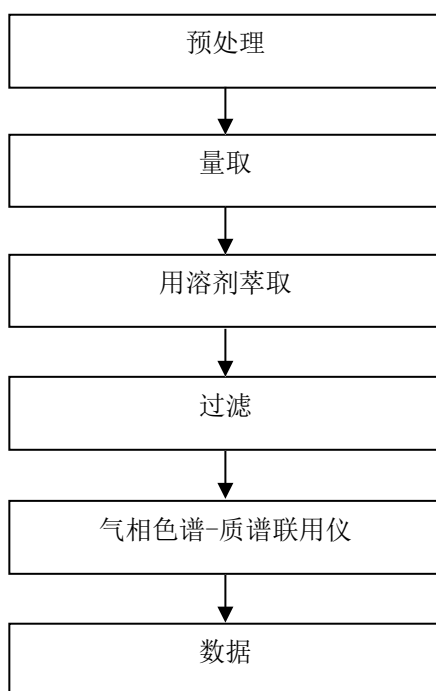 预处理
量取
用溶剂萃取
过滤
气相色谱-质谱联用仪
数据